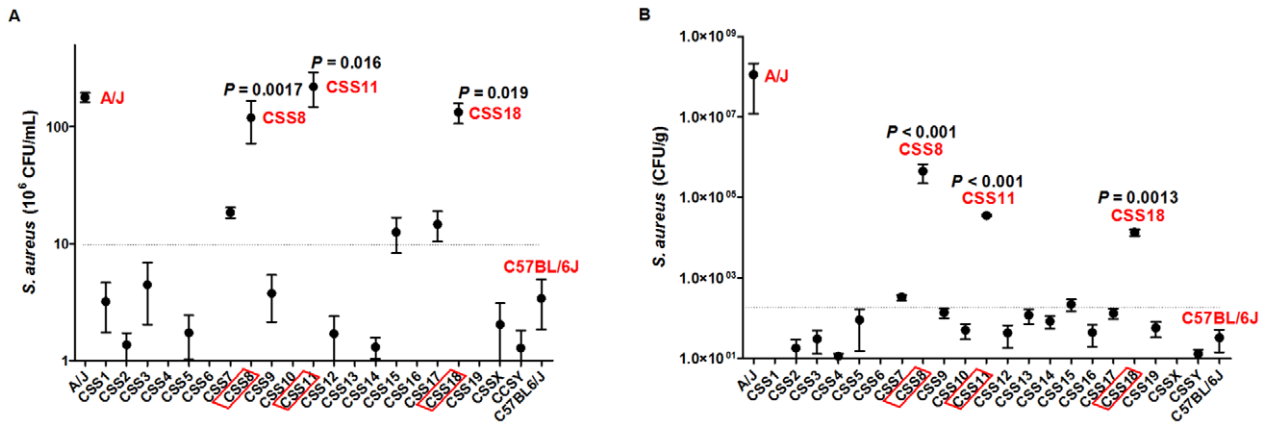 A
S. aureus (10⁶ CFU/mL)
100
10
1
A/J
P = 0.0017
CSS8
P = 0.016
CSS11
P = 0.019
CSS18
C57BL/6J
A/J
CSS1
CSS2
CSS3
CSS4
CSS5
CSS6
CSS7
CSS8
CSS9
CSS10
CSS11
CSS12
CSS13
CSS14
CSS15
CSS16
CSS17
CSS18
CSS19
CSSX
CCSY
C57BL6/J
B
S. aureus (CFU/g)
1.0×10⁰⁹
1.0×10⁰⁷
1.0×10⁰⁵
1.0×10⁰³
1.0×10⁰¹
A/J
P < 0.001
CSS8
P < 0.001
CSS11
P = 0.0013
CSS18
C57BL/6J
A/J
CSS1
CSS2
CSS3
CSS4
CSS5
CSS6
CSS7
CSS8
CSS9
CSS10
CSS11
CSS12
CSS13
CSS14
CSS15
CSS16
CSS17
CSS18
CSS19
CSSX
CSSY
C57BL6/J